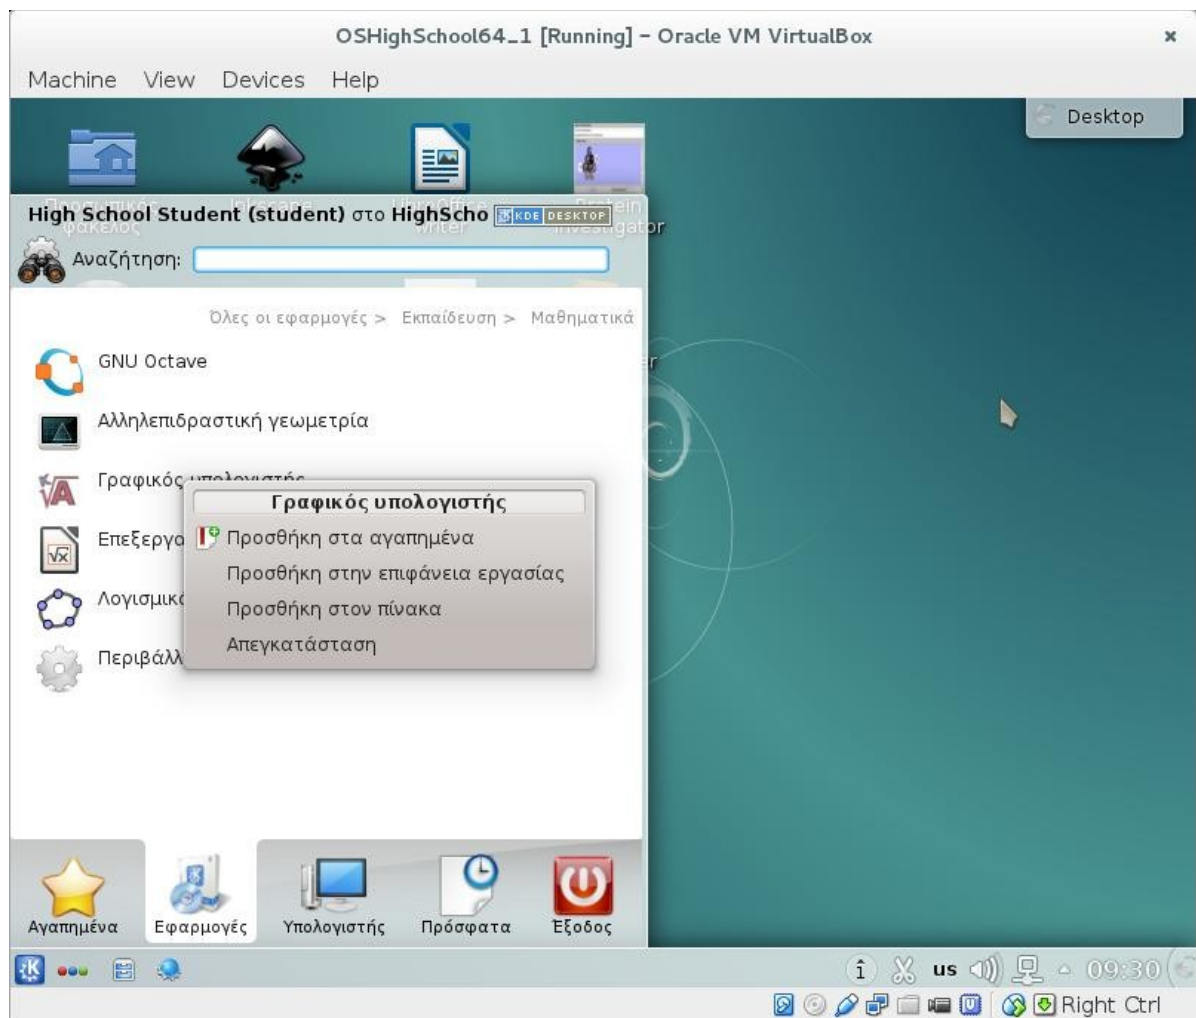 OSHighSchool64_1 [Running] – Oracle VM VirtualBox
Machine View Devices Help
Desktop
High School Student (student) στο HighScho KDE DESKTOP
Αναζήτηση:
Όλες οι εφαρμογές > Εκπαίδευση > Μαθηματικά
GNU Octave
Αλληλεπιδραστική γεωμετρία
Γραφικός υπολογιστής
Γραφικός υπολογιστής
Επεξεργα
Προσθήκη στα αγαπημένα
Προσθήκη στην επιφάνεια εργασίας
Λογισμικό
Προσθήκη στον πίνακα
Απεγκατάσταση
Περιβάλλ
Αγαπημένα Εφαρμογές Υπολογιστής Πρόσφατα Έξοδος
us 09:30
Right Ctrl